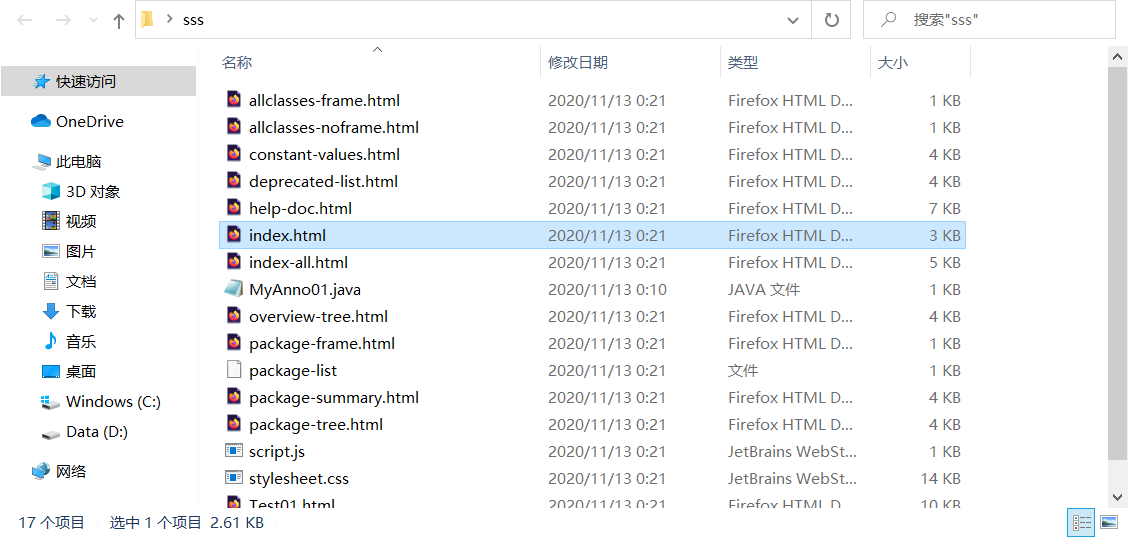 sss
搜索"sss"
名称 修改日期 类型 大小
快速访问
OneDrive
此电脑
3D 对象
视频
图片
文档
下载
音乐
桌面
Windows (C:)
Data (D:)
网络
allclasses-frame.html 2020/11/13 0:21 Firefox HTML D... 1 KB
allclasses-noframe.html 2020/11/13 0:21 Firefox HTML D... 1 KB
constant-values.html 2020/11/13 0:21 Firefox HTML D... 4 KB
deprecated-list.html 2020/11/13 0:21 Firefox HTML D... 4 KB
help-doc.html 2020/11/13 0:21 Firefox HTML D... 7 KB
index.html 2020/11/13 0:21 Firefox HTML D... 3 KB
index-all.html 2020/11/13 0:21 Firefox HTML D... 5 KB
MyAnno01.java 2020/11/13 0:10 JAVA 文件 1 KB
overview-tree.html 2020/11/13 0:21 Firefox HTML D... 4 KB
package-frame.html 2020/11/13 0:21 Firefox HTML D... 1 KB
package-list 2020/11/13 0:21 文件 1 KB
package-summary.html 2020/11/13 0:21 Firefox HTML D... 4 KB
package-tree.html 2020/11/13 0:21 Firefox HTML D... 4 KB
script.js 2020/11/13 0:21 JetBrains WebSt... 1 KB
stylesheet.css 2020/11/13 0:21 JetBrains WebSt... 14 KB
Test01.html 2020/11/13 0:21 Firefox HTML D... 10 KB
17 个项目 选中 1 个项目 2.61 KB